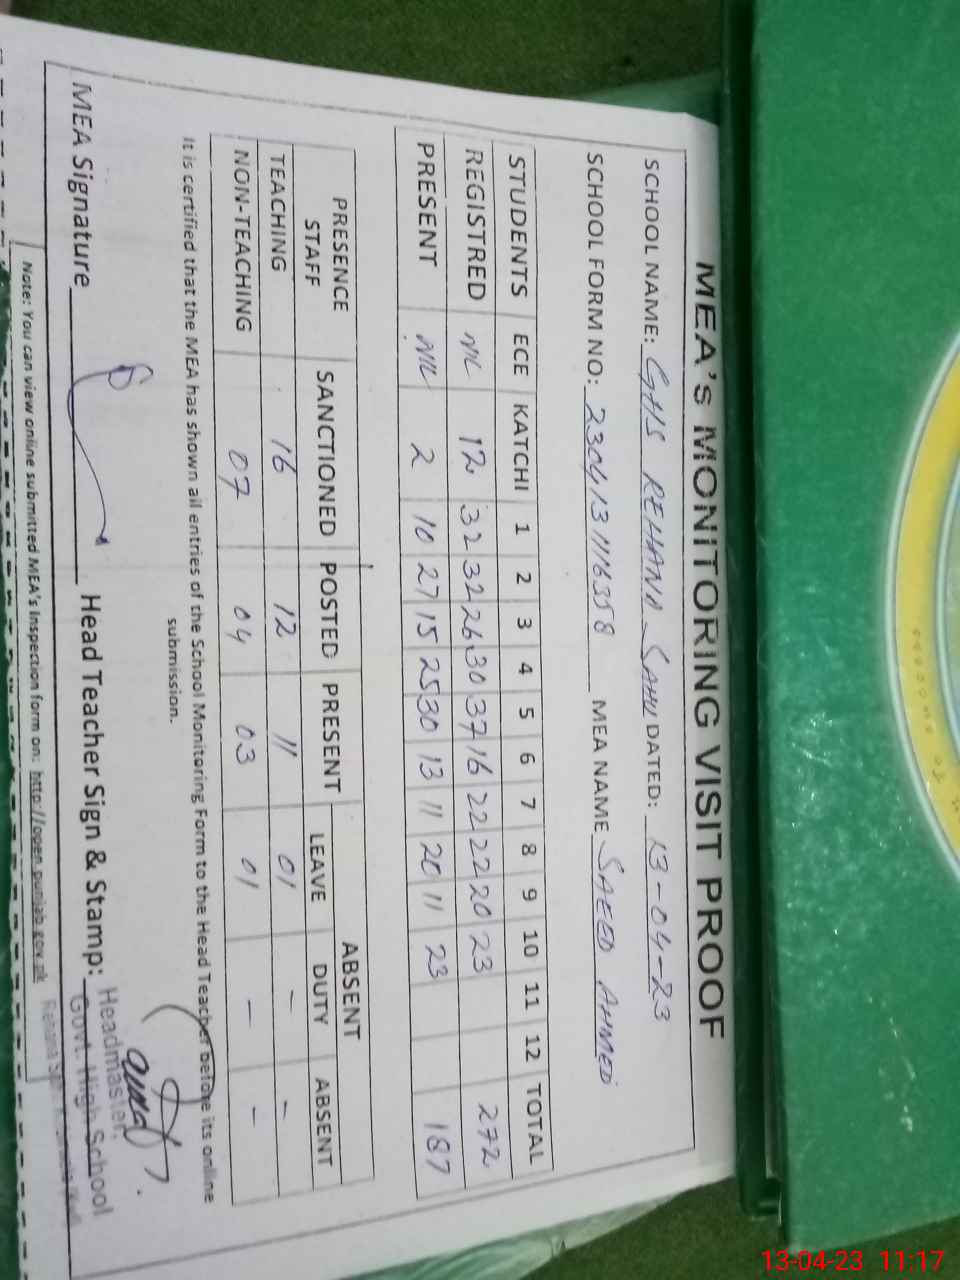 MEA's MONITORING VISIT PROOF
SCHOOL NAME: GHS REHANA SAHU DATED: 13-04-23
SCHOOL FORM NO: 230413 1116358 MEA NAME SAEED AHMED
STUDENTS ECE KATCHI 1 2 3 4 5 6 7 8 9 10 11 12 TOTAL
REGISTRED NIL 12 32 32 26 30 37 16 22 22 20 23 272
PRESENT NIL 2 10 27 15 25 30 13 11 20 11 23 187
PRESENCE STAFF SANCTIONED POSTED PRESENT ABSENT
LEAVE DUTY ABSENT
TEACHING 16 12 11 01 - -
NON-TEACHING 07 04 03 01 - -
It is certified that the MEA has shown all entries of the School Monitoring Form to the Head Teacher before its online
submission.
MEA Signature Head Teacher Sign & Stamp:
Headmaster.
Govt. High School
Note: You can view online submitted MEA's Inspection form on: http://open.punjab.gov.pk
13-04-23 11:17